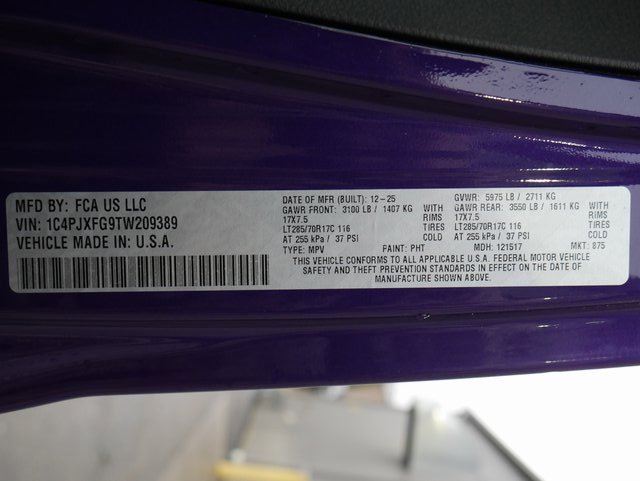 MFD BY: FCA US LLC
VIN: 1C4PJXFG9TW209389
VEHICLE MADE IN U.S.A.
DATE OF MFR (BUILT): 12-25 GVWR: 5975 LB / 2711 KG
GAWR FRONT: 3100 LB / 1407 KG WITH GAWR REAR: 3550 LB / 1611 KG WITH
17X7.5 RIMS 17X7.5 RIMS
LT285/70R17C 116 TIRES LT285/70R17C 116 TIRES
AT 255 kPa / 37 PSI COLD AT 255 kPa / 37 PSI COLD
TYPE: MPV PAINT: PHT MDH: 121517 MKT: 875
THIS VEHICLE CONFORMS TO ALL APPLICABLE U.S.A. FEDERAL MOTOR VEHICLE
SAFETY AND THEFT PREVENTION STANDARDS IN EFFECT ON THE DATE OF
MANUFACTURE SHOWN ABOVE.